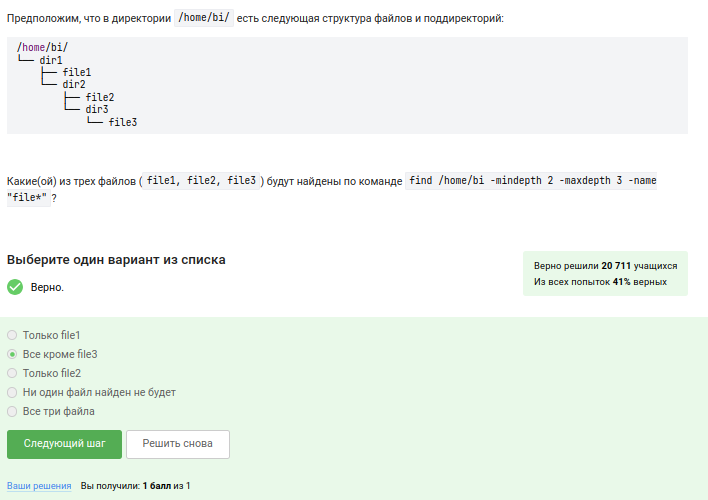 Предположим, что в директории /home/bi/ есть следующая структура файлов и поддиректорий:
/home/bi/
└── dir1
    ├── file1
    └── dir2
        ├── file2
        └── dir3
            └── file3
Какие(ой) из трех файлов ( file1, file2, file3 ) будут найдены по команде find /home/bi -mindepth 2 -maxdepth 3 -name
"file*" ?
Выберите один вариант из списка
Верно.
Верно решили 20 711 учащихся
Из всех попыток 41% верных
Только file1
Все кроме file3
Только file2
Ни один файл найден не будет
Все три файла
Следующий шаг Решить снова
Ваши решения Вы получили: 1 балл из 1